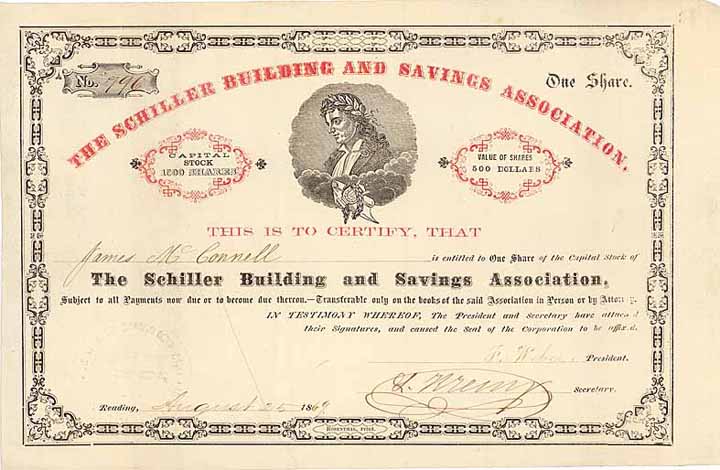 No. 796
One Share.
THE SCHILLER BUILDING AND SAVINGS ASSOCIATION.
CAPITAL
STOCK
1500 SHARES
VALUE OF SHARES
500 DOLLARS
THIS IS TO CERTIFY, THAT
James McConnell is entitled to One Share of the Capital Stock of
The Schiller Building and Savings Association,
Subject to all Payments now due or to become due thereon.—Transferable only on the books of the said Association in Person or by Attorney.
IN TESTIMONY WHEREOF, The President and Secretary have attached
their Signatures, and caused the Seal of the Corporation to be affixed.
President.
Secretary.
Reading, August 25 1869
ROSENTHAL, PRINT.